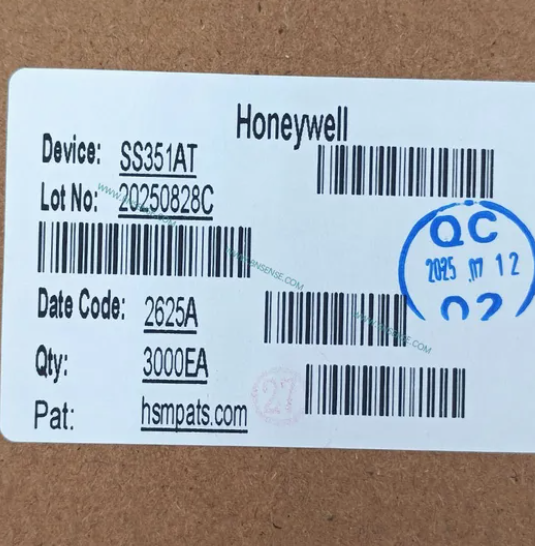 Honeywell
Device: SS351AT
Lot No: 20250828C
QC
2025 .07 12
02
Date Code: 2625A
Qty: 3000EA
27
Pat: hsmpats.com